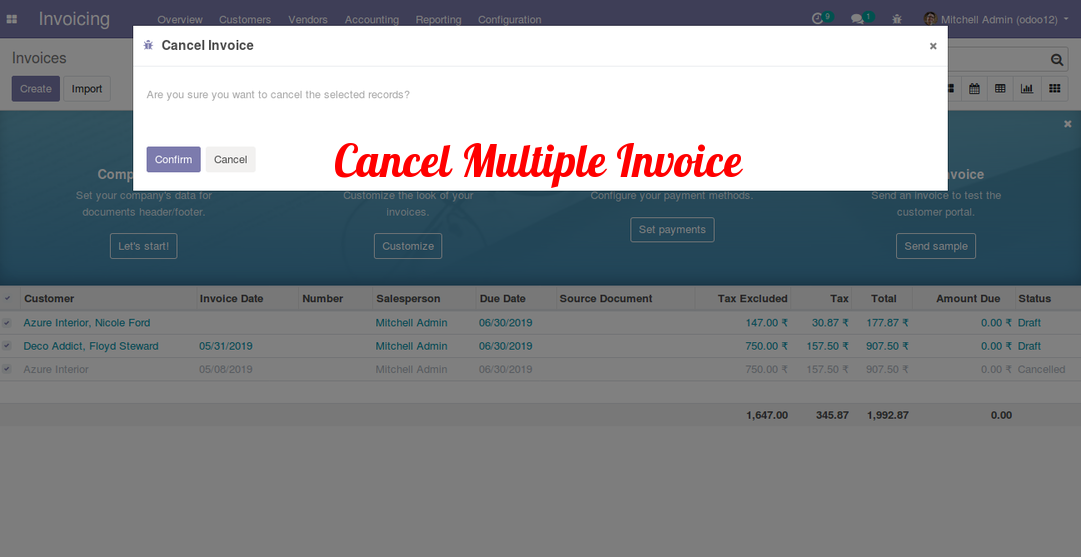 Invoicing Overview Customers Vendors Accounting Reporting Configuration 9 1 Mitchell Admin (odoo12)
Cancel Invoice ×
Invoices
Create Import
Are you sure you want to cancel the selected records?
Confirm Cancel
Cancel Multiple Invoice
Set your company's data for documents header/footer.
Let's start!
Customize the look of your invoices.
Customize
Configure your payment methods.
Set payments
Send an invoice to test the customer portal.
Send sample
Customer Invoice Date Number Salesperson Due Date Source Document Tax Excluded Tax Total Amount Due Status
Azure Interior, Nicole Ford Mitchell Admin 06/30/2019 147.00 ₹ 30.87 ₹ 177.87 ₹ 0.00 ₹ Draft
Deco Addict, Floyd Steward 05/31/2019 Mitchell Admin 06/30/2019 750.00 ₹ 157.50 ₹ 907.50 ₹ 0.00 ₹ Draft
Azure Interior 05/08/2019 Mitchell Admin 06/30/2019 750.00 ₹ 157.50 ₹ 907.50 ₹ 0.00 ₹ Cancelled
1,647.00 345.87 1,992.87 0.00